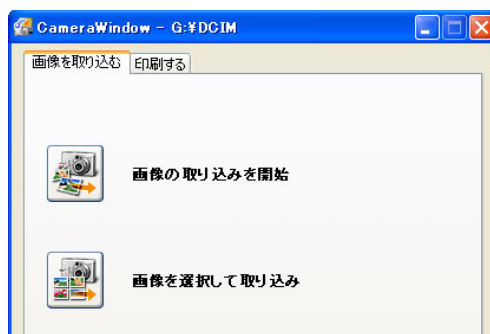 CameraWindow - G:¥DCIM
画像を取り込む 印刷する
画像の取り込みを開始
画像を選択して取り込み